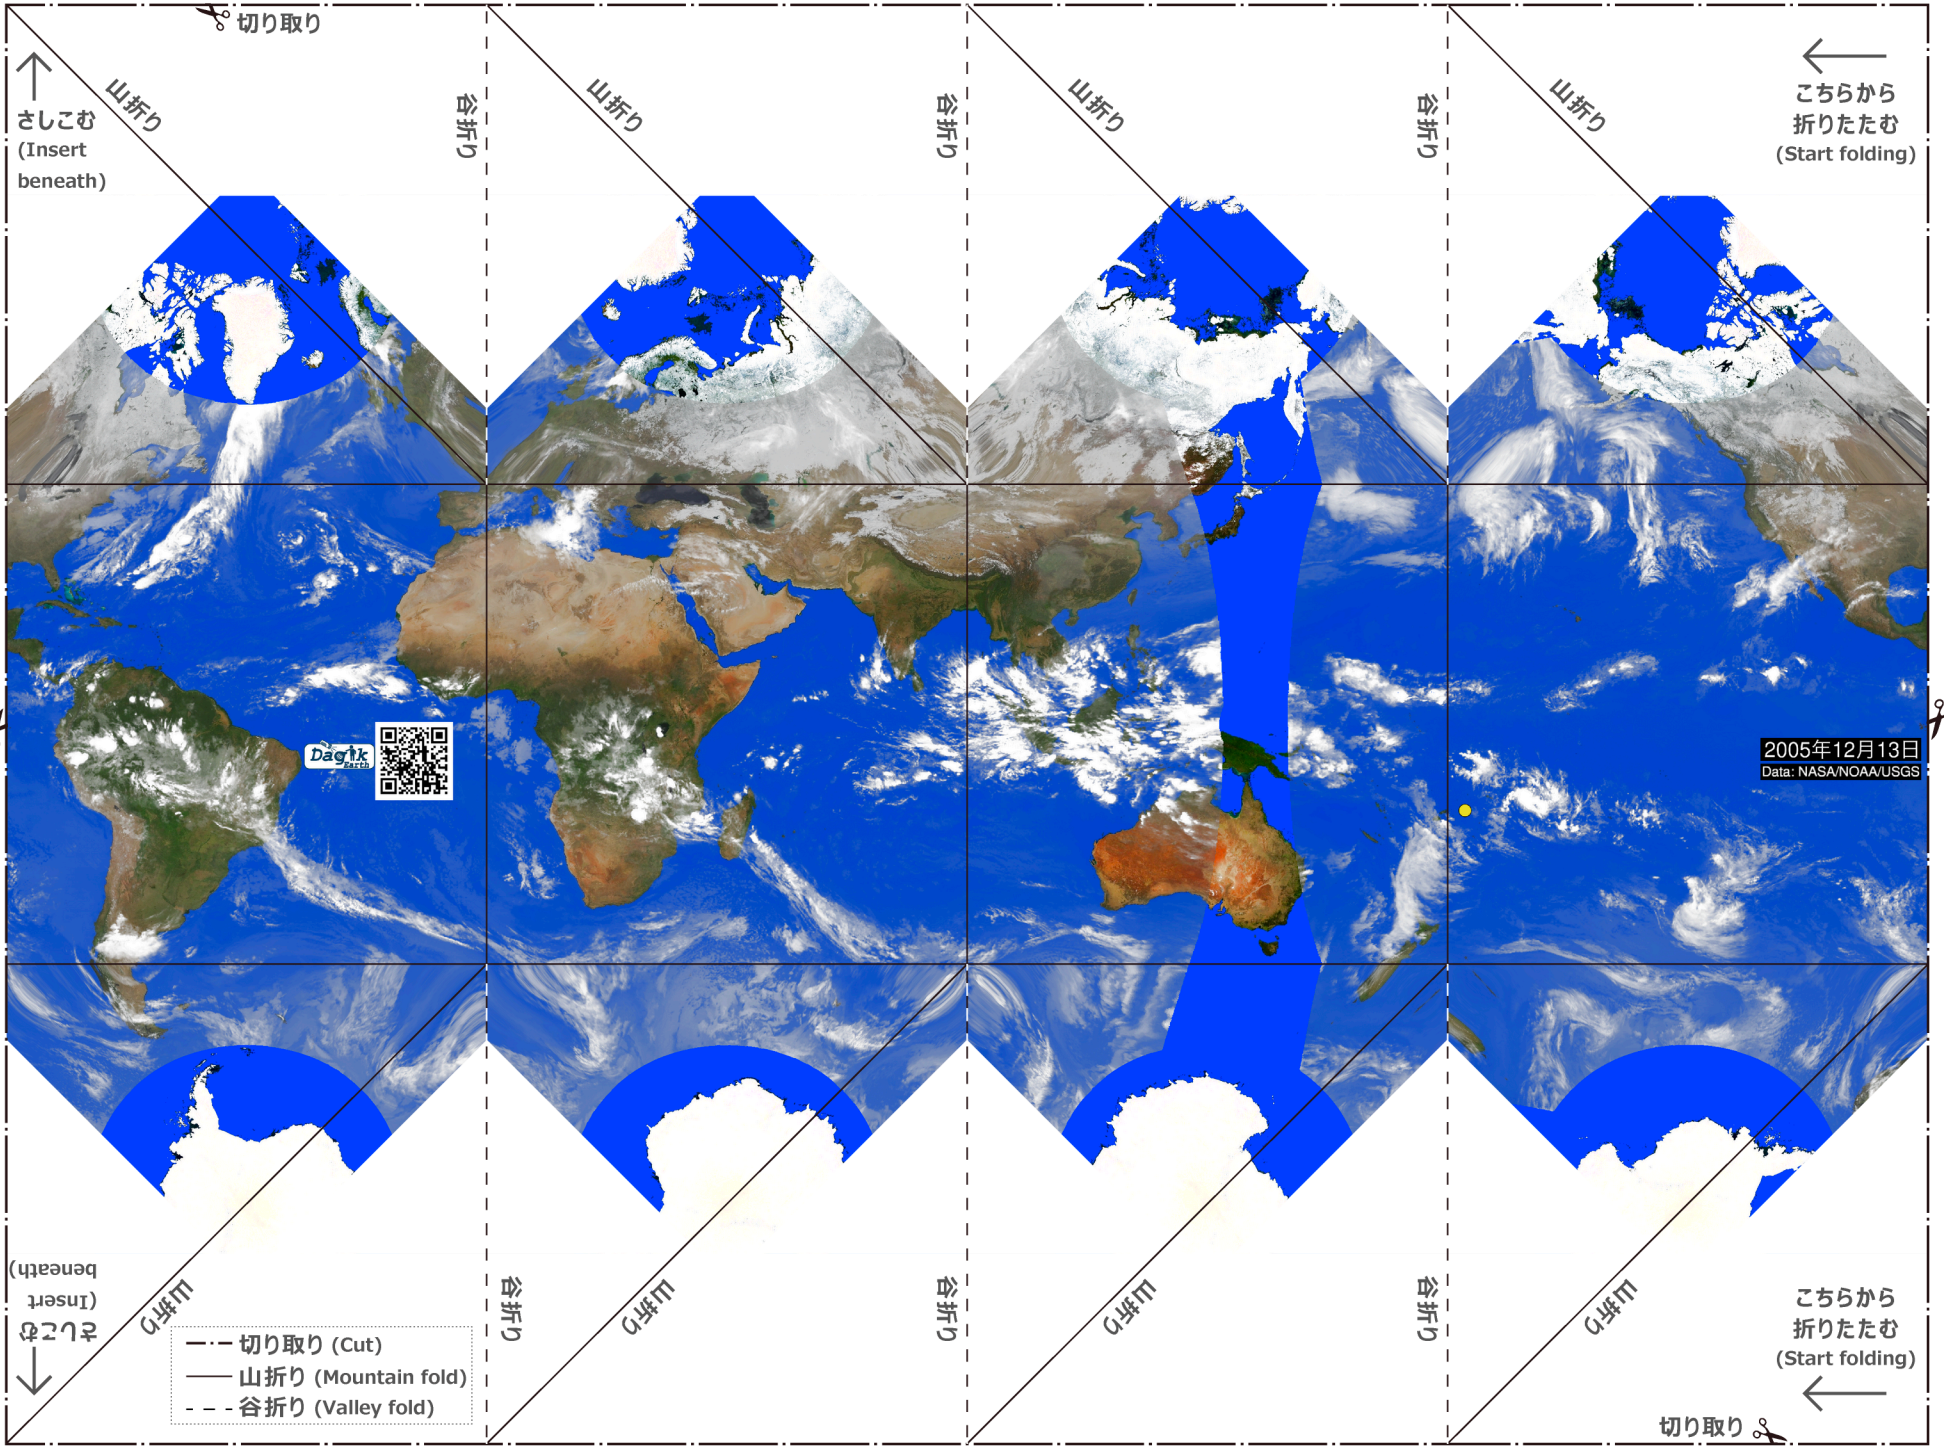 切り取り
山折り
谷折り
山折り
谷折り
山折り
谷折り
山折り
さしこむ
(Insert
beneath)
こちらから
折りたたむ
(Start folding)
Dagik
Earth
2005年12月13日
Data: NASA/NOAA/USGS
さしこむ
(Insert
beneath)
山折り
谷折り
山折り
谷折り
山折り
谷折り
山折り
切り取り (Cut)
山折り (Mountain fold)
谷折り (Valley fold)
こちらから
折りたたむ
(Start folding)
切り取り